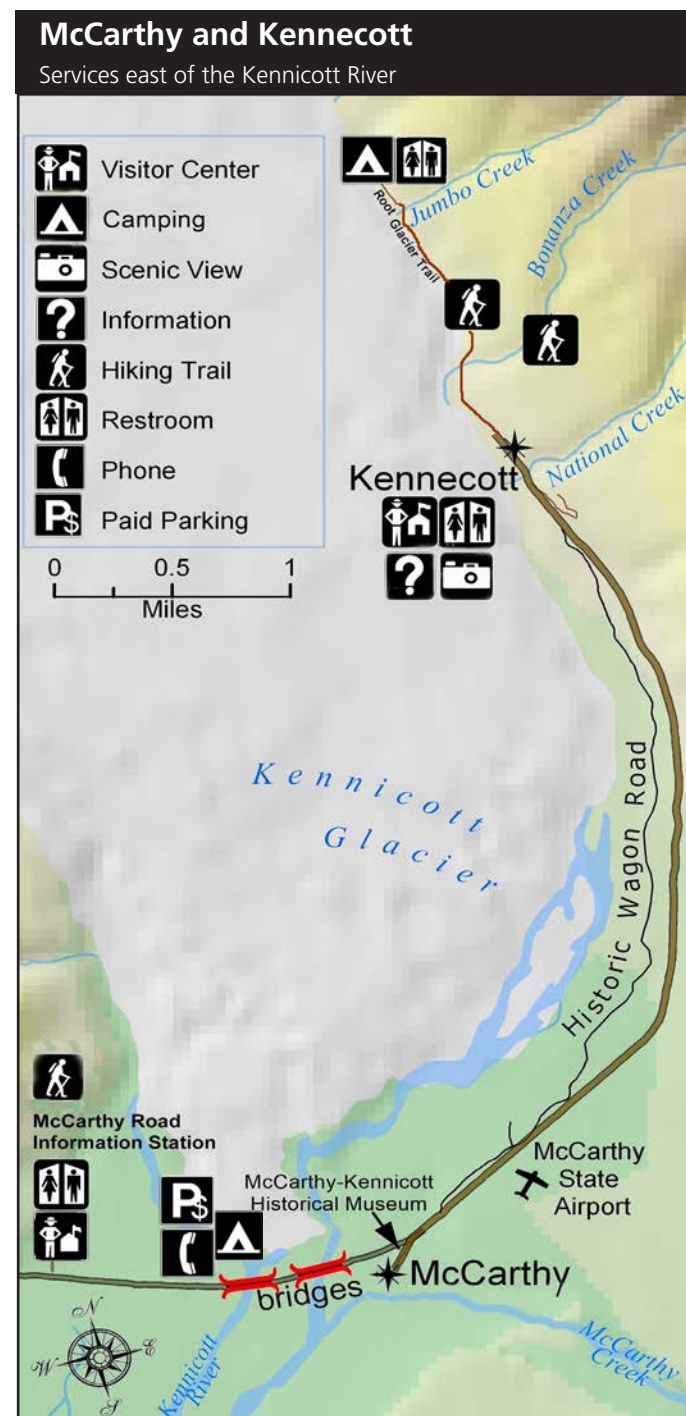 McCarthy and Kennecott
Services east of the Kennicott River
Visitor Center
Camping
Scenic View
Information
Hiking Trail
Restroom
Phone
P$ Paid Parking
0 0.5 1
Miles
Jumbo Creek
Root Glacier Trail
Bonanza Creek
National Creek
Kennecott
?
Kennicott
Glacier
Historic Wagon Road
McCarthy Road
Information Station
P$
McCarthy-Kennicott
Historical Museum
McCarthy
State
Airport
McCarthy
bridges
Kennicott
River
McCarthy
Creek
N
W
E
S